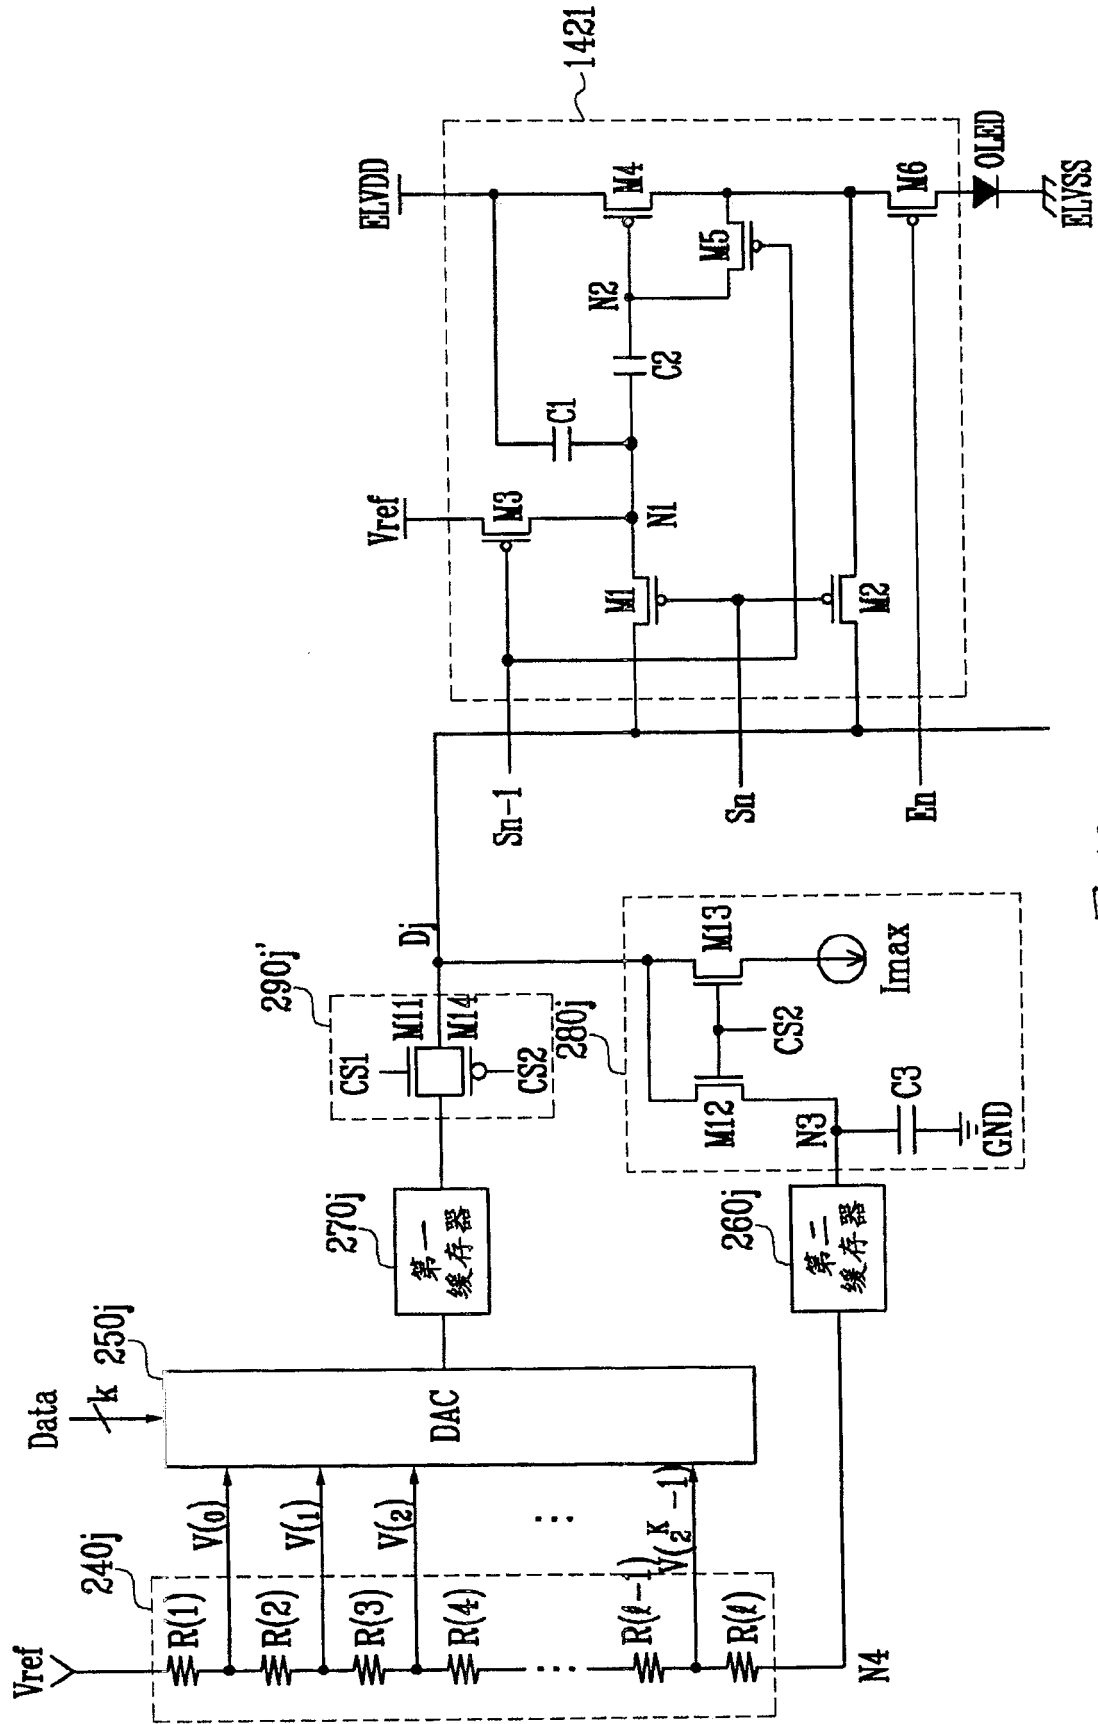 Vref
240j
R(1)
R(2)
R(3)
R(4)
...
R(ℓ-1)
R(ℓ)
N4
V(0)
V(1)
V(2)
...
V(2^K-1)
Data
k
250j
DAC
270j
第一
缓存器
260j
第二
缓存器
290j'
CS1
M11
M14
CS2
Dj
280j
M12
M13
CS2
Imax
N3
C3
GND
Sn-1
Sn
En
1421
ELVDD
Vref
M3
C1
N1
M1
C2
N2
M4
M5
M2
M6
OLED
ELVSS